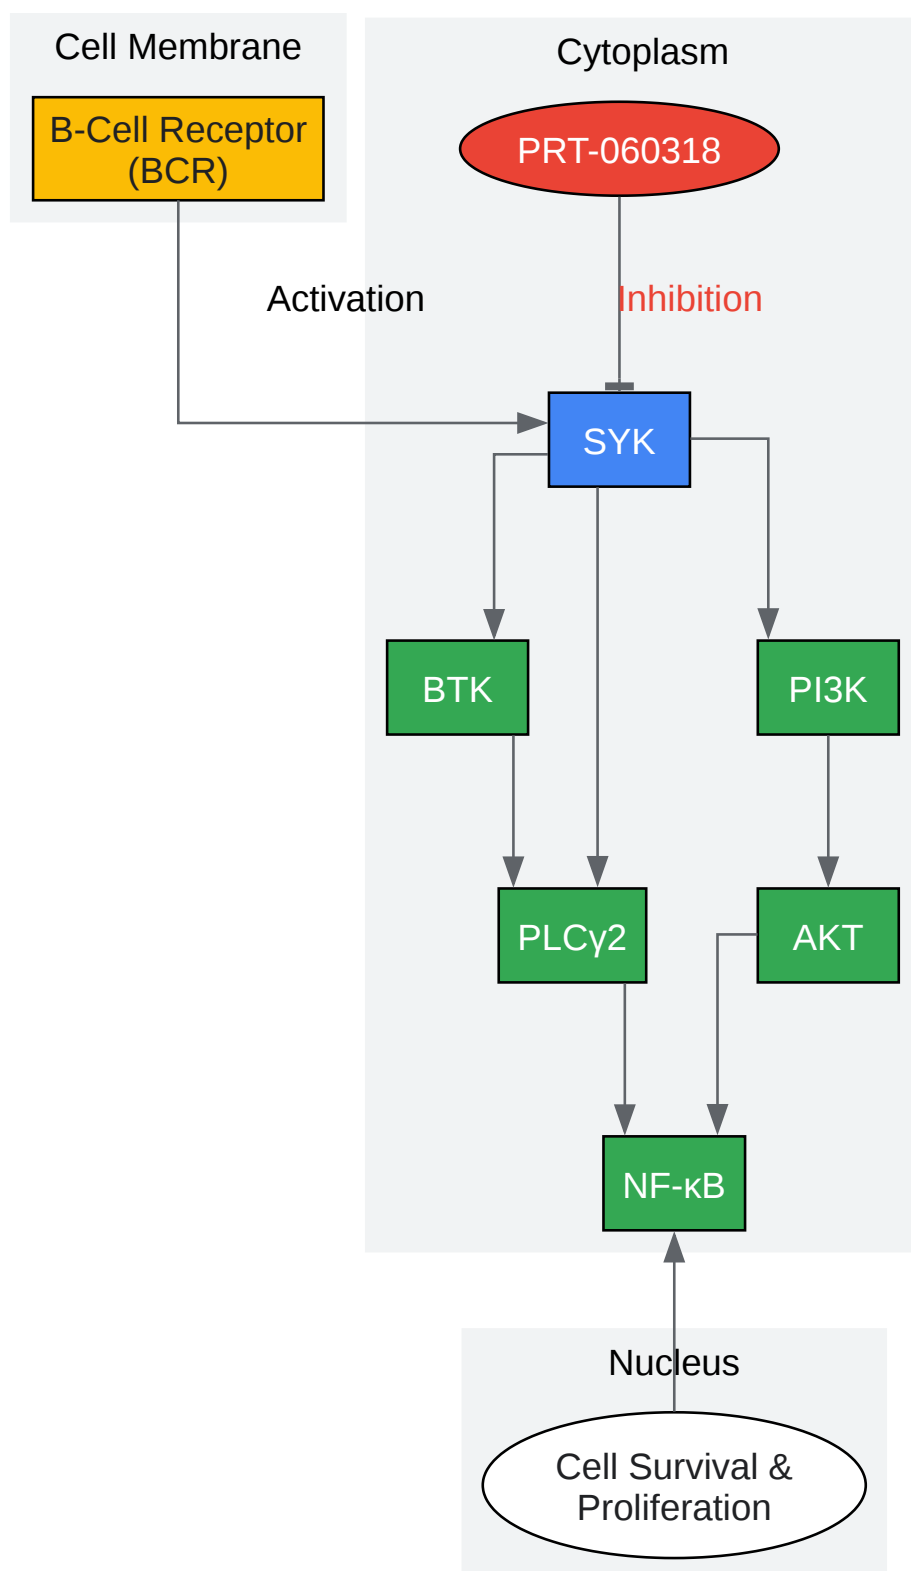 Cell Membrane
B-Cell Receptor
(BCR)
Cytoplasm
PRT-060318
Activation
Inhibition
SYK
BTK
PI3K
PLCγ2
AKT
NF-κB
Nucleus
Cell Survival &
Proliferation